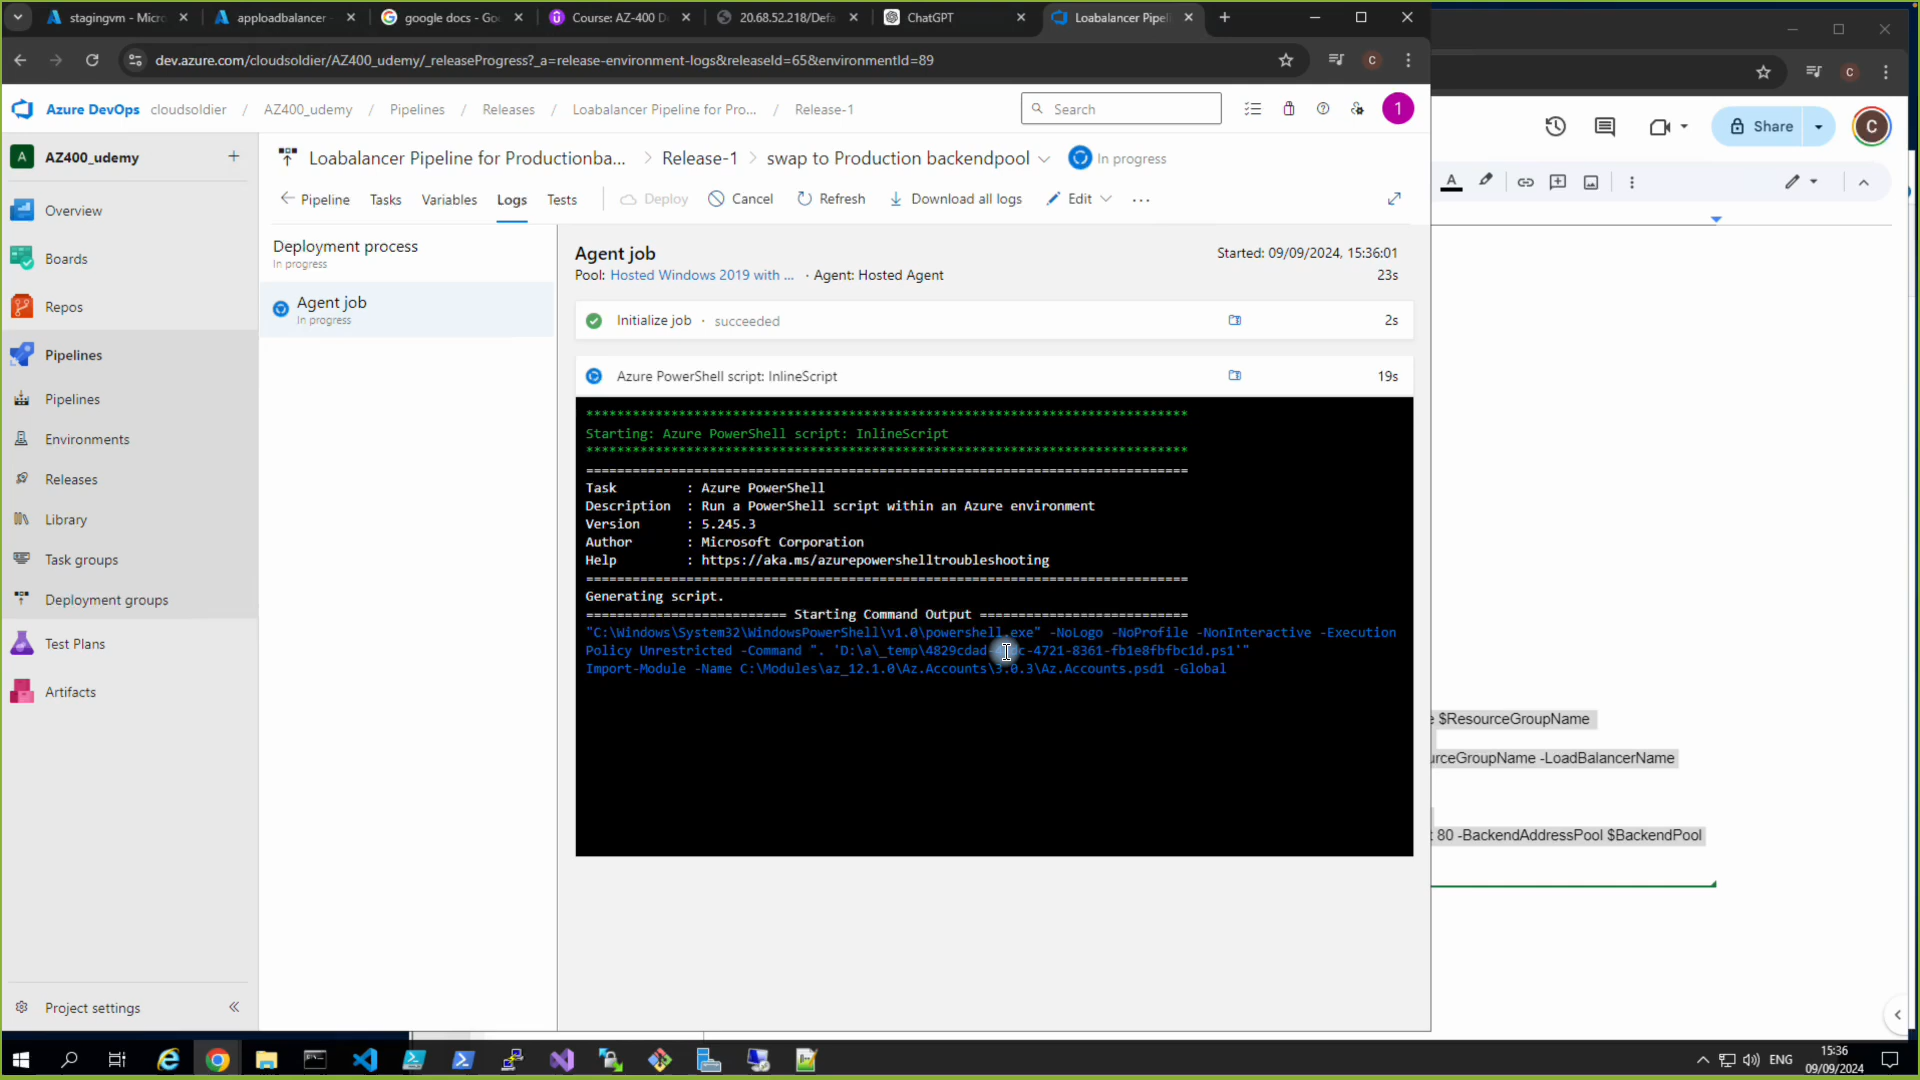 stagingvm - Micro
apploadbalancer
google docs - Go
Course: AZ-400 D
20.68.52.218/Defa
ChatGPT
Loabalancer Pipeli
dev.azure.com/cloudsoldier/AZ400_udemy/_releaseProgress?_a=release-environment-logs&releaseId=65&environmentId=89
C
C
Azure DevOps cloudsoldier / AZ400_udemy / Pipelines / Releases / Loabalancer Pipeline for Pro... / Release-1
Search
1
Share
C
A AZ400_udemy
Loabalancer Pipeline for Productionba... > Release-1 > swap to Production backendpool
In progress
Pipeline
Tasks
Variables
Logs
Tests
Deploy
Cancel
Refresh
Download all logs
Edit
...
Overview
Boards
Repos
Pipelines
Pipelines
Environments
Releases
Library
Task groups
Deployment groups
Test Plans
Artifacts
Project settings
Deployment process
In progress
Agent job
In progress
Agent job
Started: 09/09/2024, 15:36:01
Pool: Hosted Windows 2019 with ... · Agent: Hosted Agent
23s
Initialize job · succeeded
2s
Azure PowerShell script: InlineScript
19s
******************************************************************************
Starting: Azure PowerShell script: InlineScript
******************************************************************************
==============================================================================
Task         : Azure PowerShell
Description  : Run a PowerShell script within an Azure environment
Version      : 5.245.3
Author       : Microsoft Corporation
Help         : https://aka.ms/azurepowershelltroubleshooting
==============================================================================
Generating script.
========================== Starting Command Output ===========================
"C:\Windows\System32\WindowsPowerShell\v1.0\powershell.exe" -NoLogo -NoProfile -NonInteractive -Execution
Policy Unrestricted -Command ". 'D:\a\_temp\4829cdad-
-4721-8361-fb1e8fbfbc1d.ps1'"
Import-Module -Name C:\Modules\az_12.1.0\Az.Accounts\3.0.3\Az.Accounts.psd1 -Global
$ResourceGroupName
urceGroupName -LoadBalancerName
80 -BackendAddressPool $BackendPool
ENG
15:36
09/09/2024